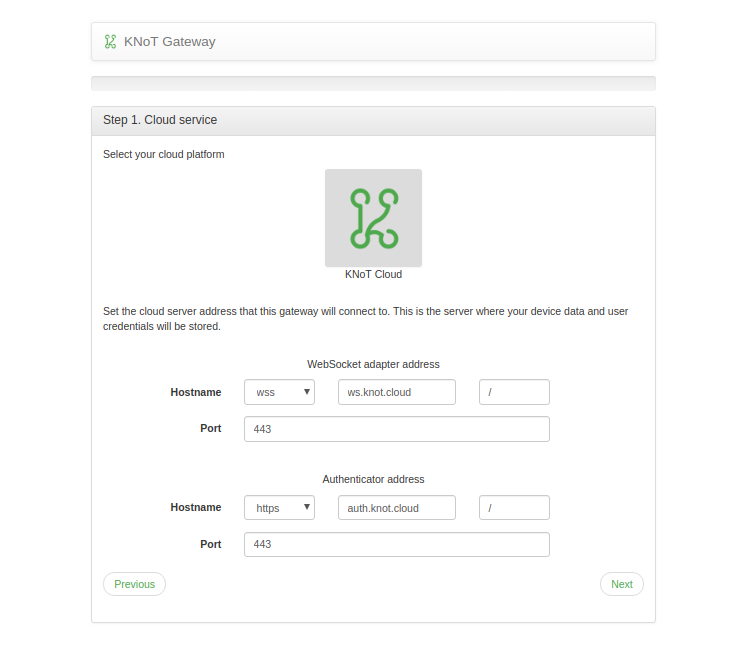 KNoT Gateway
Step 1. Cloud service
Select your cloud platform
KNoT Cloud
Set the cloud server address that this gateway will connect to. This is the server where your device data and user
credentials will be stored.
WebSocket adapter address
Hostname wss ws.knot.cloud /
Port 443
Authenticator address
Hostname https auth.knot.cloud /
Port 443
Previous Next